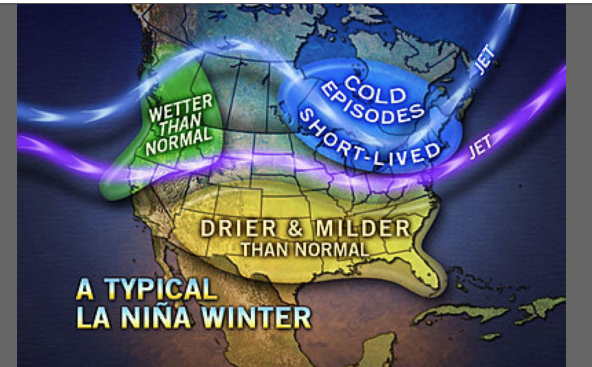 JET
COLD
EPISODES
SHORT-LIVED
WETTER
THAN
NORMAL
JET
DRIER & MILDER
THAN NORMAL
A TYPICAL
LA NIÑA WINTER